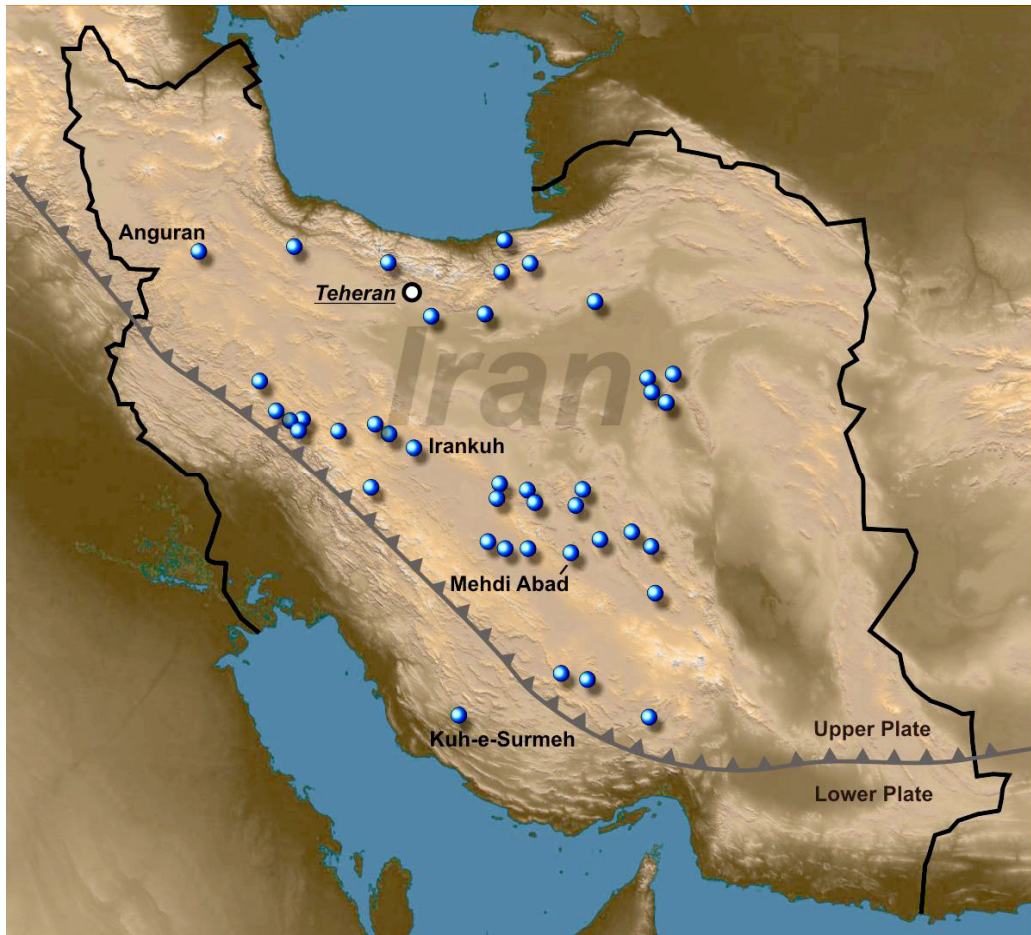 Anguran
Teheran
Iran
Irankuh
Mehdi Abad
Kuh-e-Surmeh
Upper Plate
Lower Plate